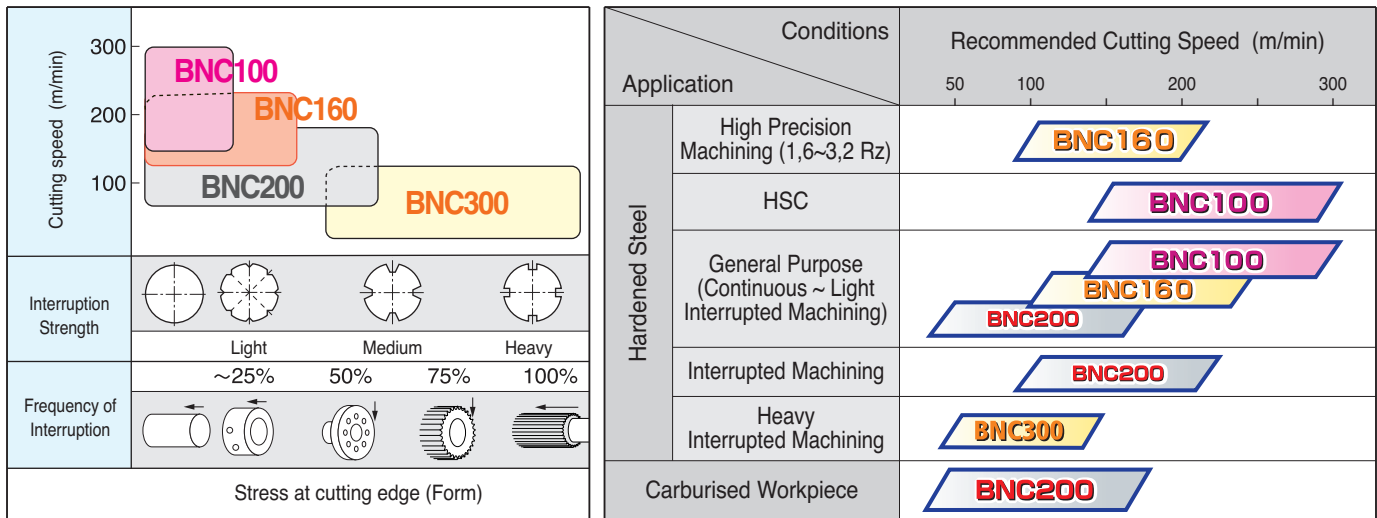 Cutting speed (m/min)
300
200
100
BNC100
BNC160
BNC200
BNC300
Interruption
Strength
Light Medium Heavy
Frequency of
Interruption
~25% 50% 75% 100%
Stress at cutting edge (Form)
Conditions
Application
Recommended Cutting Speed (m/min)
50 100 200 300
Hardened Steel
High Precision
Machining (1,6~3,2 Rz)
BNC160
HSC
BNC100
General Purpose
(Continuous ~ Light
Interrupted Machining)
BNC100
BNC160
BNC200
Interrupted Machining
BNC200
Heavy
Interrupted Machining
BNC300
Carburised Workpiece
BNC200